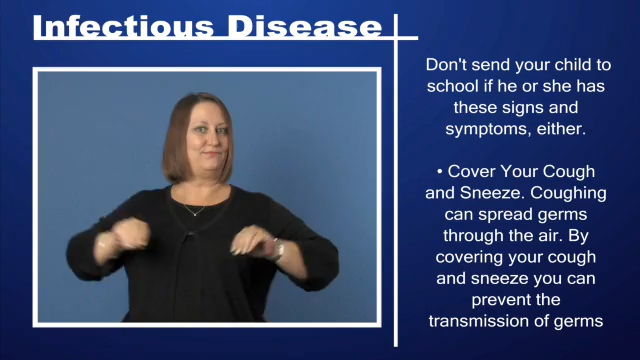 Infectious Disease
Don't send your child to
school if he or she has
these signs and
symptoms, either.
• Cover Your Cough
and Sneeze. Coughing
can spread germs
through the air. By
covering your cough
and sneeze you can
prevent the
transmission of germs